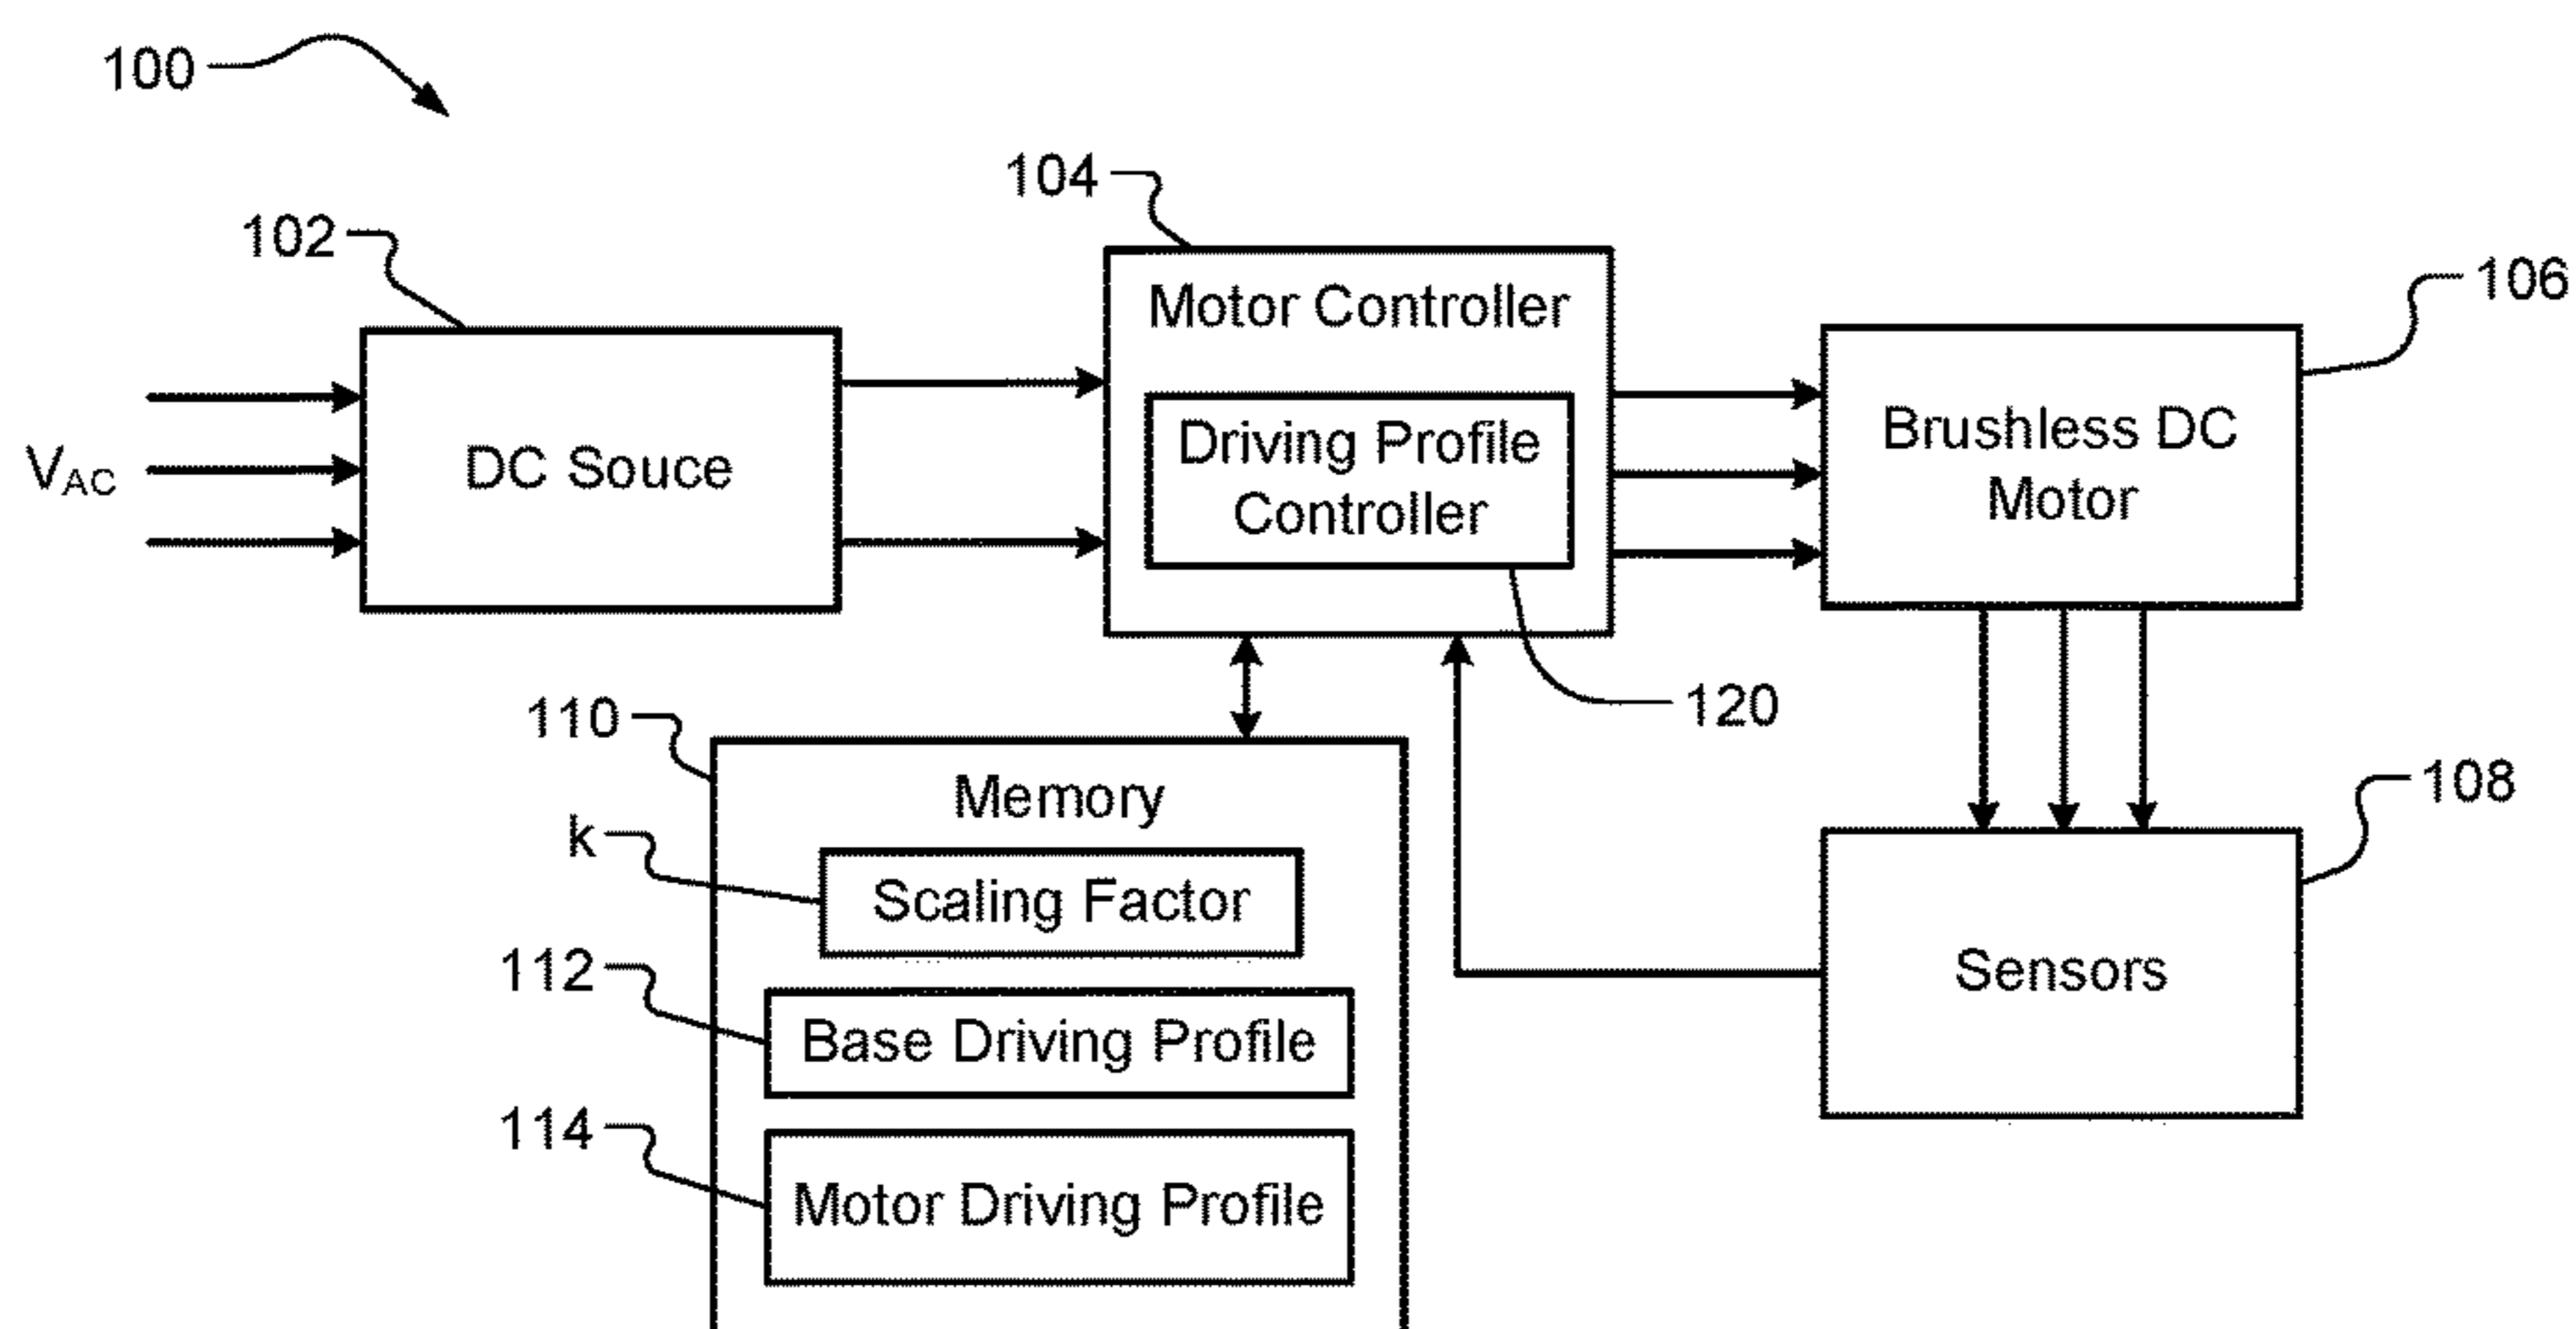 100
104
102
106
Motor Controller
Driving Profile
Controller
Brushless DC
Motor
VAC
DC Souce
120
110
108
Memory
k
Scaling Factor
Sensors
112
Base Driving Profile
114
Motor Driving Profile